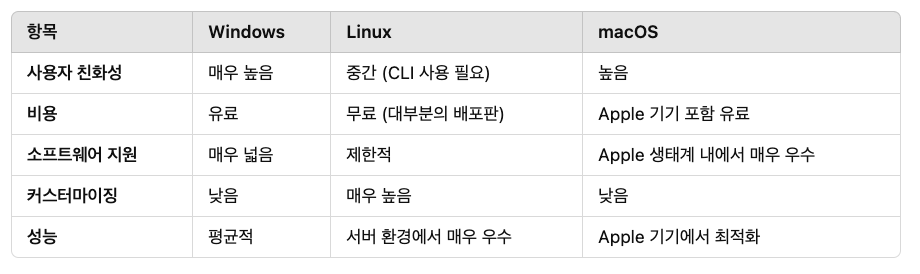 항목 Windows Linux macOS
사용자 친화성 매우 높음 중간 (CLI 사용 필요) 높음
비용 유료 무료 (대부분의 배포판) Apple 기기 포함 유료
소프트웨어 지원 매우 넓음 제한적 Apple 생태계 내에서 매우 우수
커스터마이징 낮음 매우 높음 낮음
성능 평균적 서버 환경에서 매우 우수 Apple 기기에서 최적화